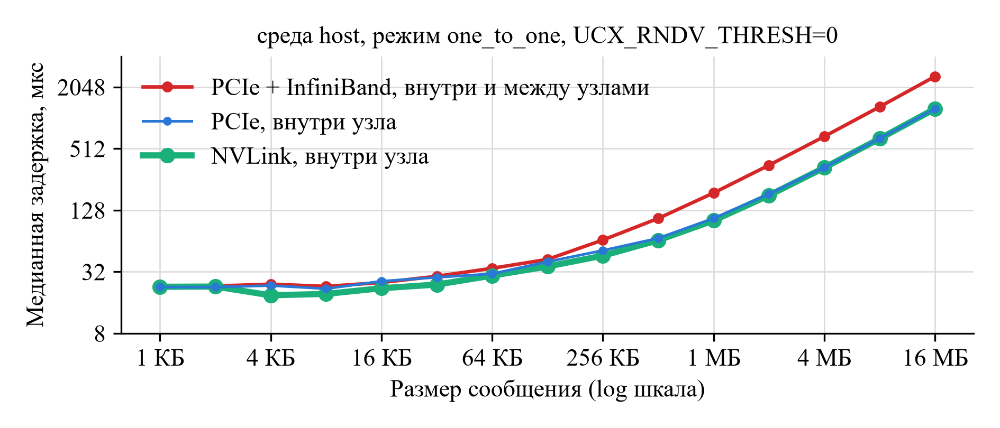 среда host, режим one_to_one, UCX_RNDV_THRESH=0
Медианная задержка, мкс
2048
512
128
32
8
PCIe + InfiniBand, внутри и между узлами
PCIe, внутри узла
NVLink, внутри узла
1 КБ 4 КБ 16 КБ 64 КБ 256 КБ 1 МБ 4 МБ 16 МБ
Размер сообщения (log шкала)